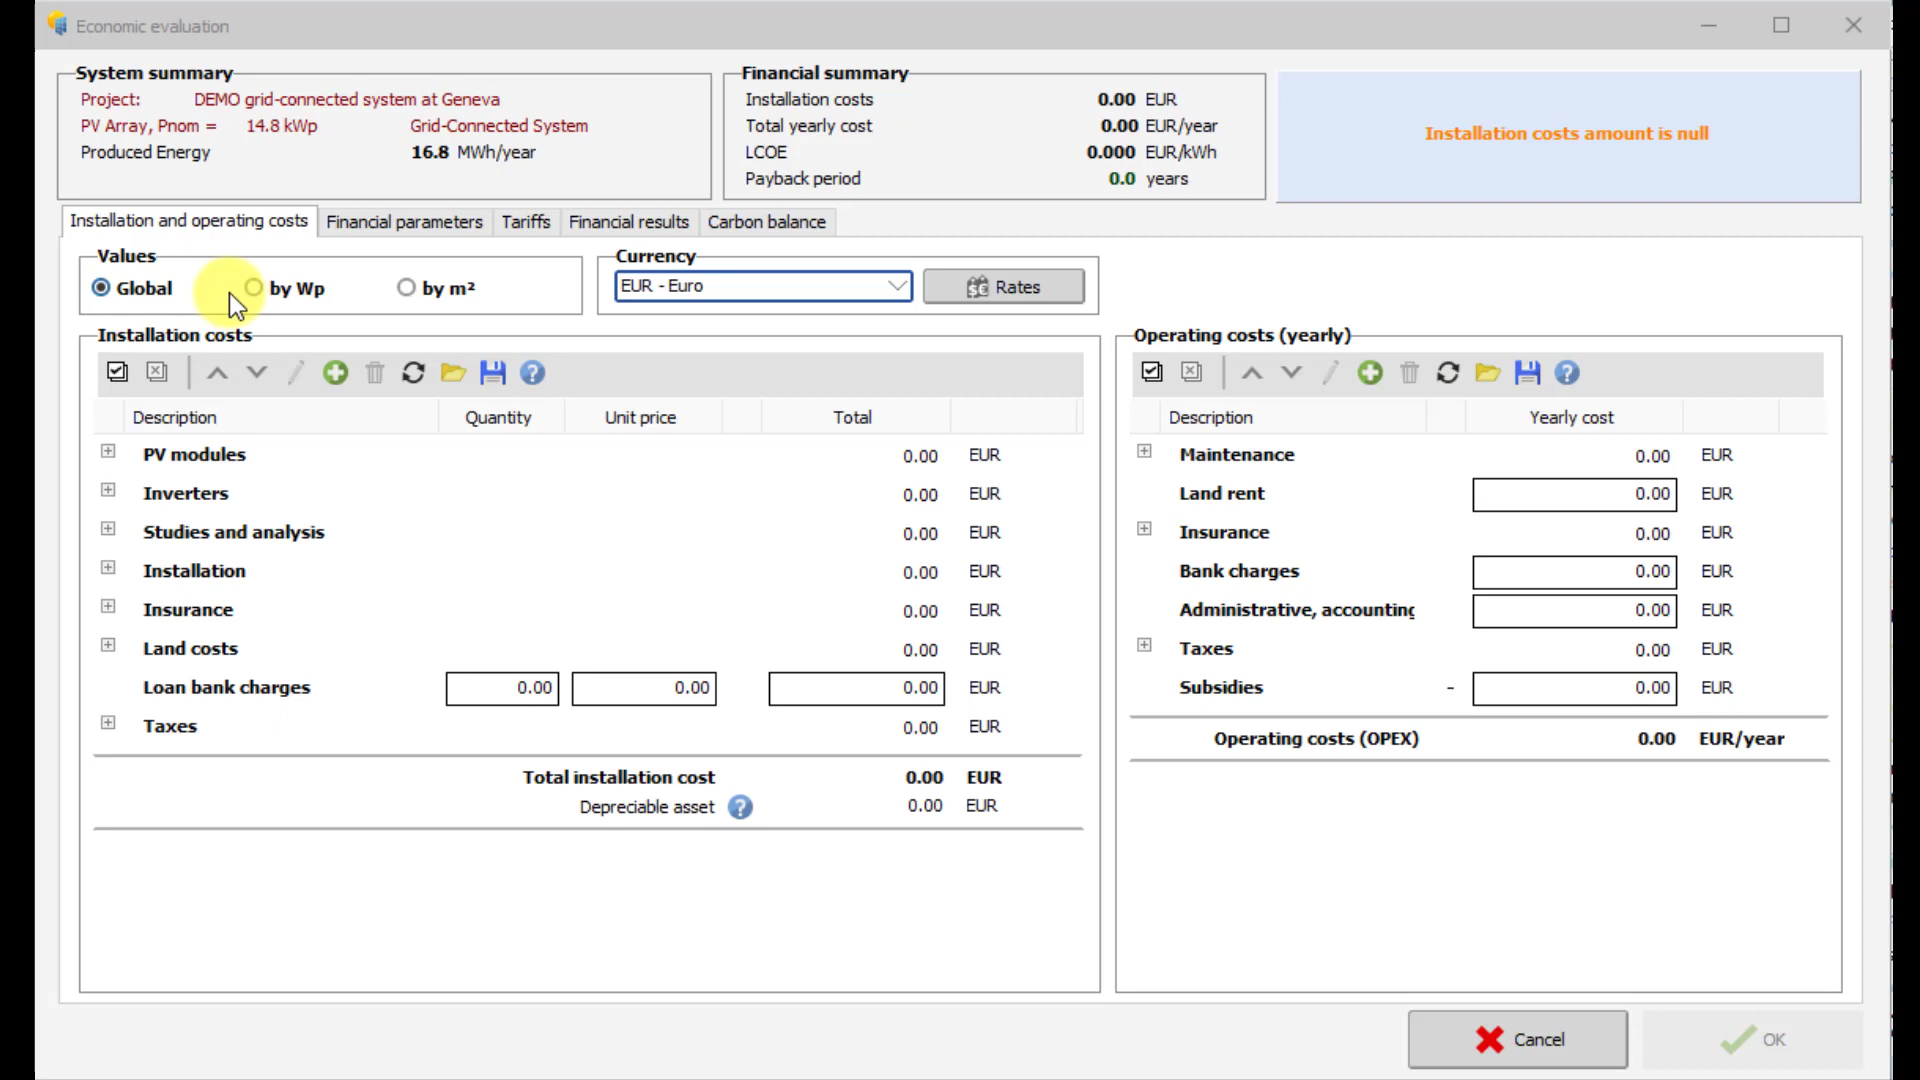 Economic evaluation
System summary
Project: DEMO grid-connected system at Geneva
PV Array, Pnom = 14.8 kWp Grid-Connected System
Produced Energy 16.8 MWh/year
Financial summary
Installation costs 0.00 EUR
Total yearly cost 0.00 EUR/year
LCOE 0.000 EUR/kWh
Payback period 0.0 years
Installation costs amount is null
Installation and operating costs Financial parameters Tariffs Financial results Carbon balance
Values
Global by Wp by m²
Currency
EUR - Euro Rates
Installation costs
Description Quantity Unit price Total
PV modules 0.00 EUR
Inverters 0.00 EUR
Studies and analysis 0.00 EUR
Installation 0.00 EUR
Insurance 0.00 EUR
Land costs 0.00 EUR
Loan bank charges 0.00 0.00 0.00 EUR
Taxes 0.00 EUR
Total installation cost 0.00 EUR
Depreciable asset 0.00 EUR
Operating costs (yearly)
Description Yearly cost
Maintenance 0.00 EUR
Land rent 0.00 EUR
Insurance 0.00 EUR
Bank charges 0.00 EUR
Administrative, accounting 0.00 EUR
Taxes 0.00 EUR
Subsidies - 0.00 EUR
Operating costs (OPEX) 0.00 EUR/year
Cancel OK